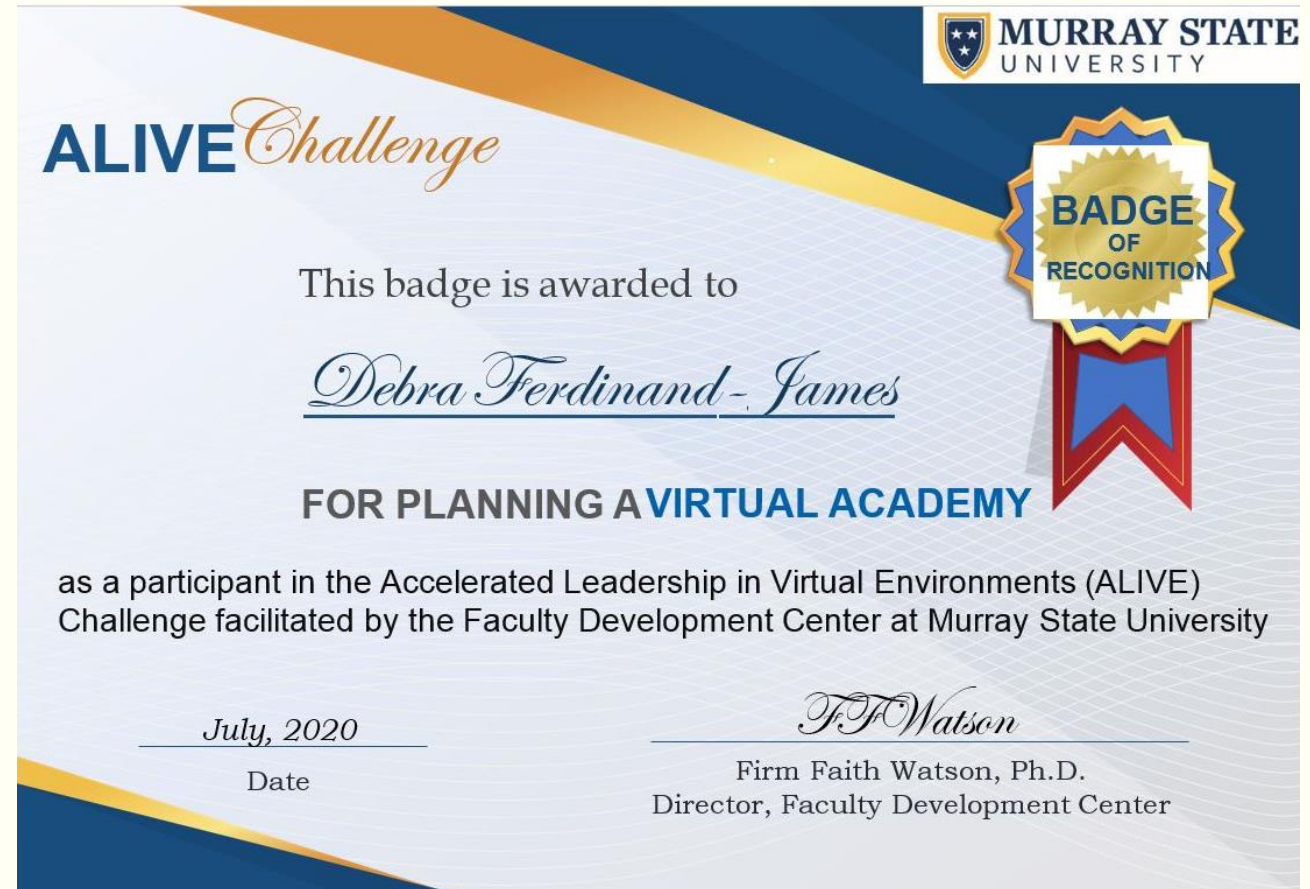 MURRAY STATE
UNIVERSITY
ALIVE Challenge
BADGE
OF
RECOGNITION
This badge is awarded to
Debra Ferdinand - James
FOR PLANNING A VIRTUAL ACADEMY
as a participant in the Accelerated Leadership in Virtual Environments (ALIVE)
Challenge facilitated by the Faculty Development Center at Murray State University
July, 2020
Date
FFWatson
Firm Faith Watson, Ph.D.
Director, Faculty Development Center